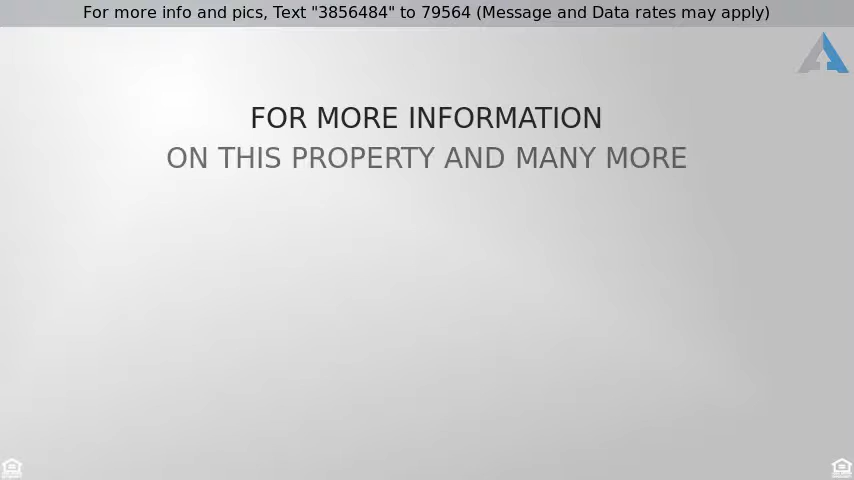 For more info and pics, Text "3856484" to 79564 (Message and Data rates may apply)
FOR MORE INFORMATION
ON THIS PROPERTY AND MANY MORE